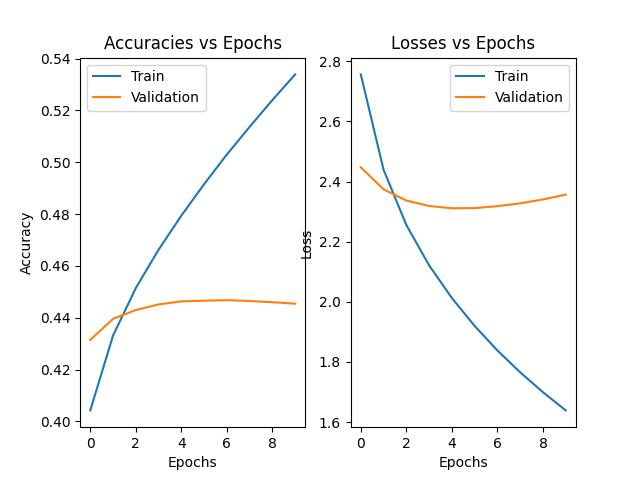 Accuracies vs Epochs
Losses vs Epochs
Train
Validation
Train
Validation
0.54
0.52
0.50
0.48
0.46
0.44
0.42
0.40
Accuracy
0 2 4 6 8
Epochs
2.8
2.6
2.4
2.2
2.0
1.8
1.6
Loss
0 2 4 6 8
Epochs